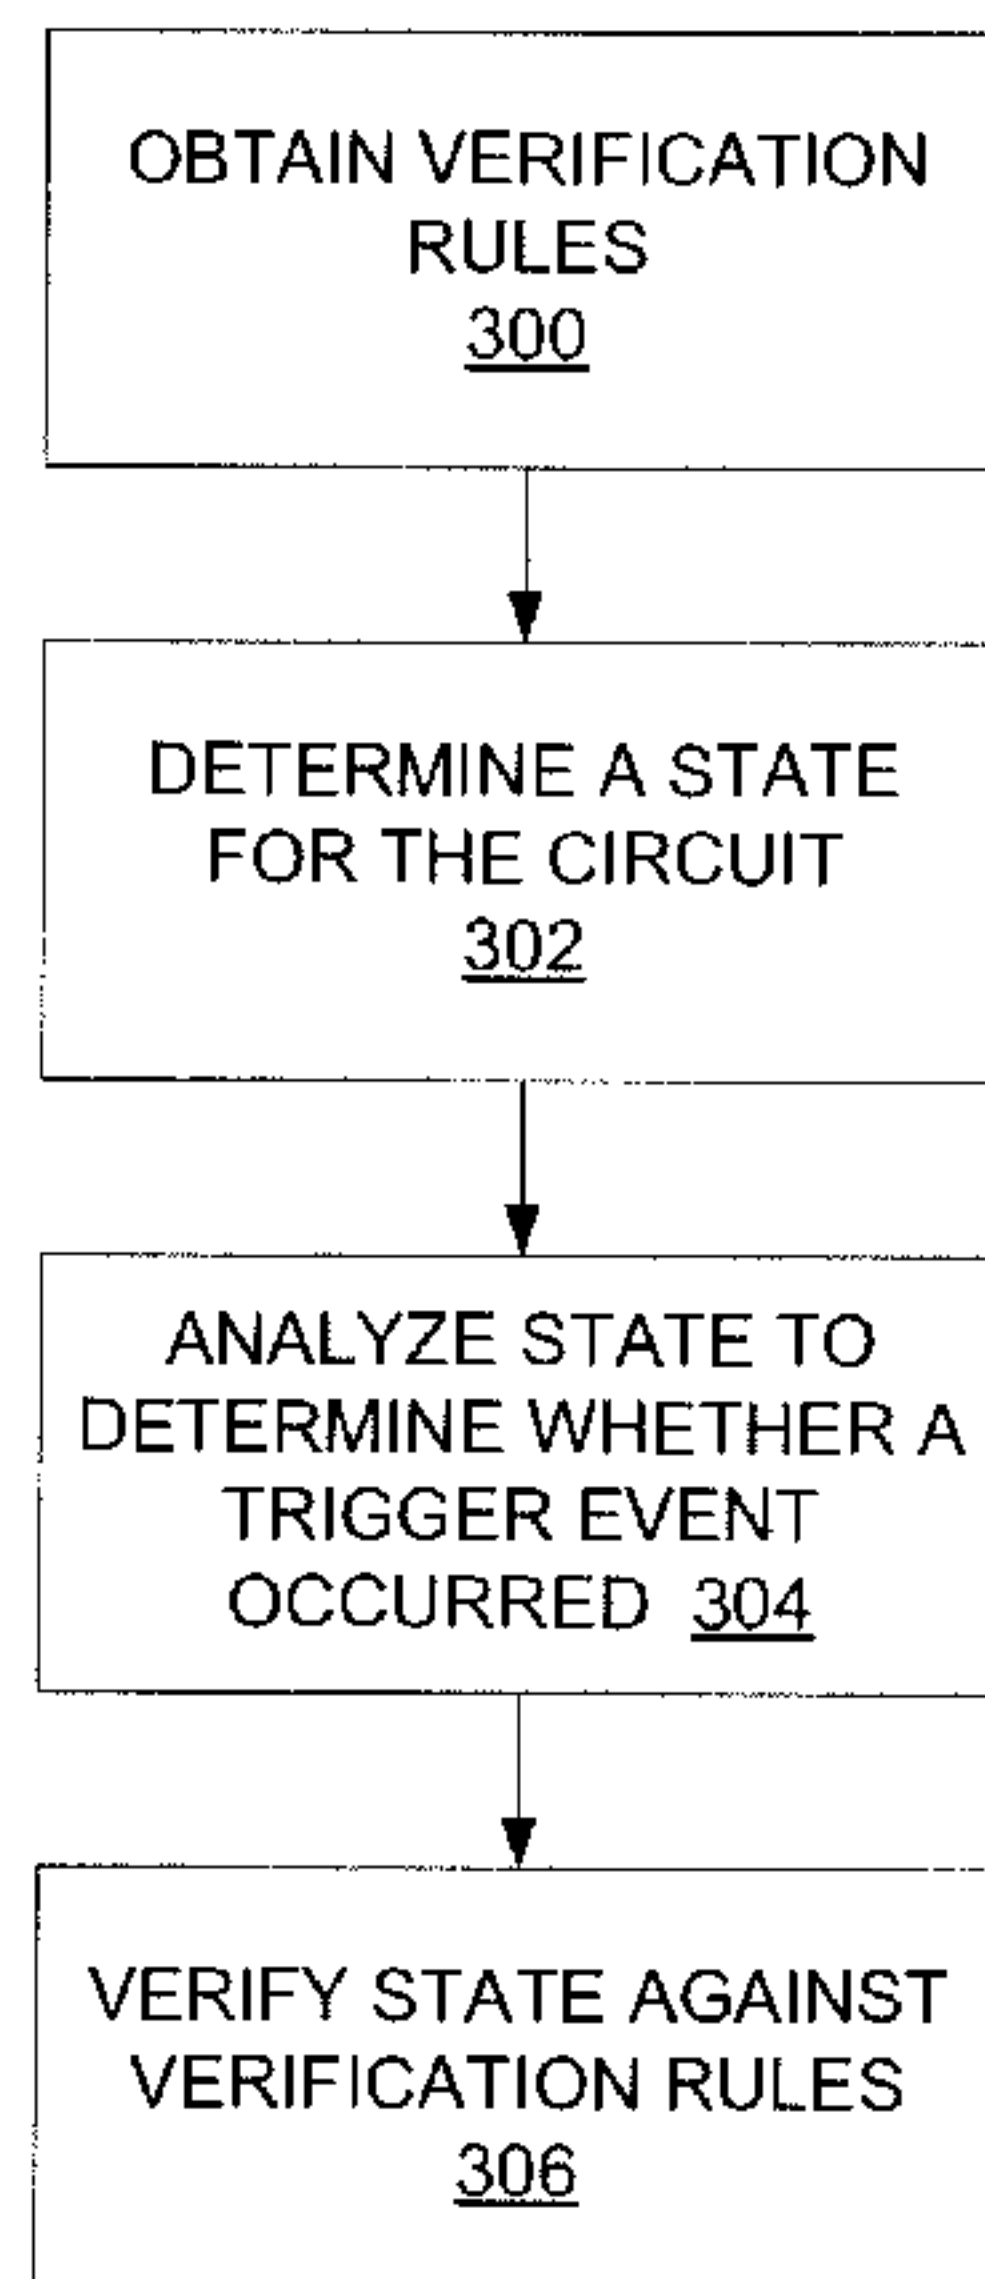 OBTAIN VERIFICATION
RULES
300
DETERMINE A STATE
FOR THE CIRCUIT
302
ANALYZE STATE TO
DETERMINE WHETHER A
TRIGGER EVENT
OCCURRED 304
VERIFY STATE AGAINST
VERIFICATION RULES
306